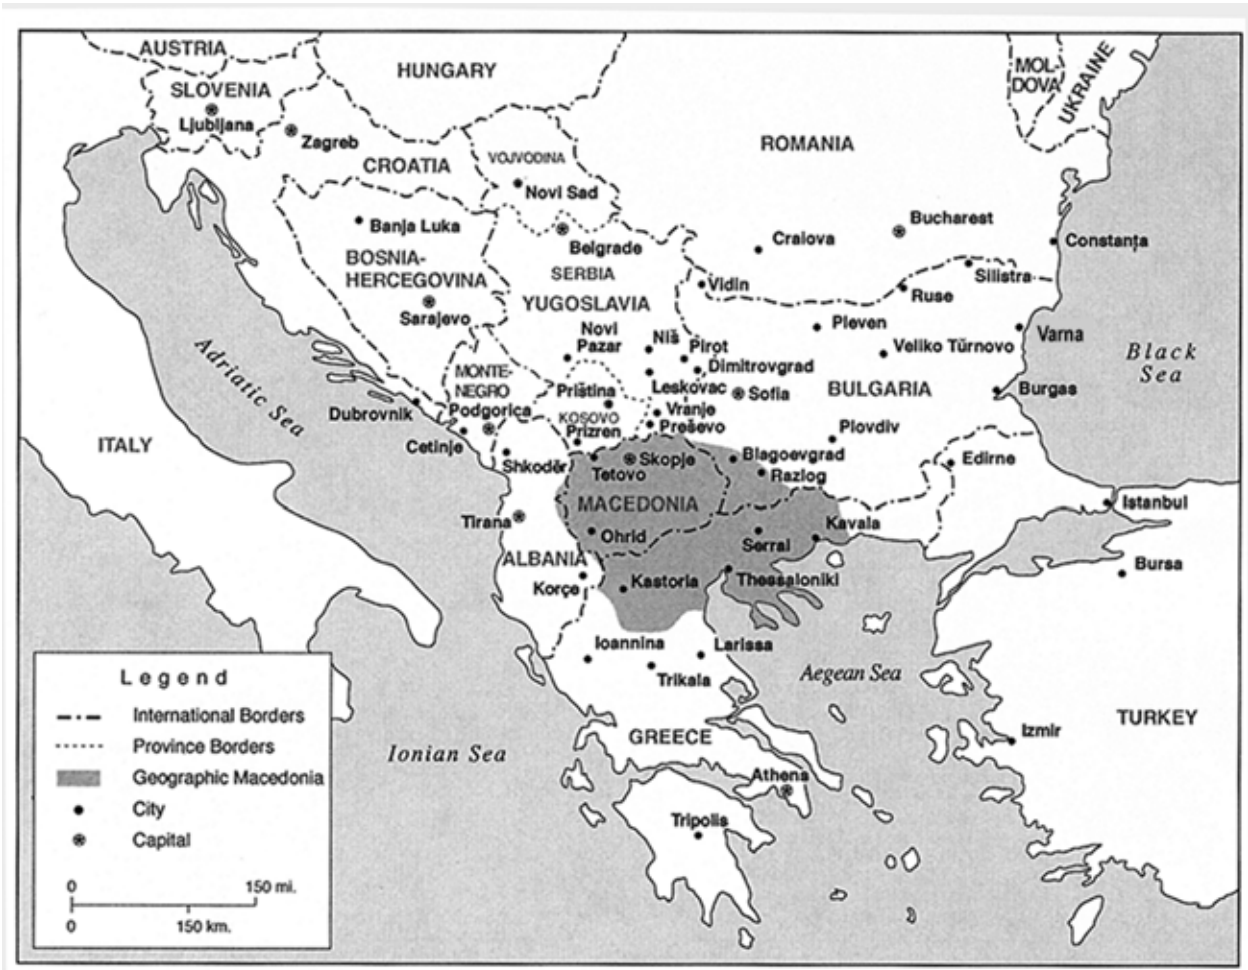 AUSTRIA
HUNGARY
SLOVENIA
Ljubljana
Zagreb
CROATIA
VOJVODINA
Novi Sad
ROMANIA
MOL-
DOVA
UKRAINE
Banja Luka
BOSNIA-
HERCEGOVINA
Sarajevo
Belgrade
SERBIA
YUGOSLAVIA
Craiova
Bucharest
Constanța
Silistra
Vidin
Ruse
Novi
Pazar
Niš
Pirot
Dimitrovgrad
Leskovac
Pleven
Veliko Tŭrnovo
Varna
Black
Sea
Sofia
BULGARIA
Burgas
MONTE-
NEGRO
Podgorica
Priština
KOSOVO
Prizren
Vranje
Preševo
Plovdiv
Adriatic Sea
Dubrovnik
Cetinje
ITALY
Shkodër
Tetovo
Skopje
Blagoevgrad
Razlog
Edirne
MACEDONIA
Istanbul
Tirana
Ohrid
Serrai
Kavala
ALBANIA
Korçe
Kastoria
Thessaloniki
Bursa
Ioannina
Larissa
Trikala
Aegean Sea
TURKEY
Izmir
Ionian Sea
GREECE
Athens
Tripolis
Legend
International Borders
Province Borders
Geographic Macedonia
City
Capital
0 150 mi.
0 150 km.